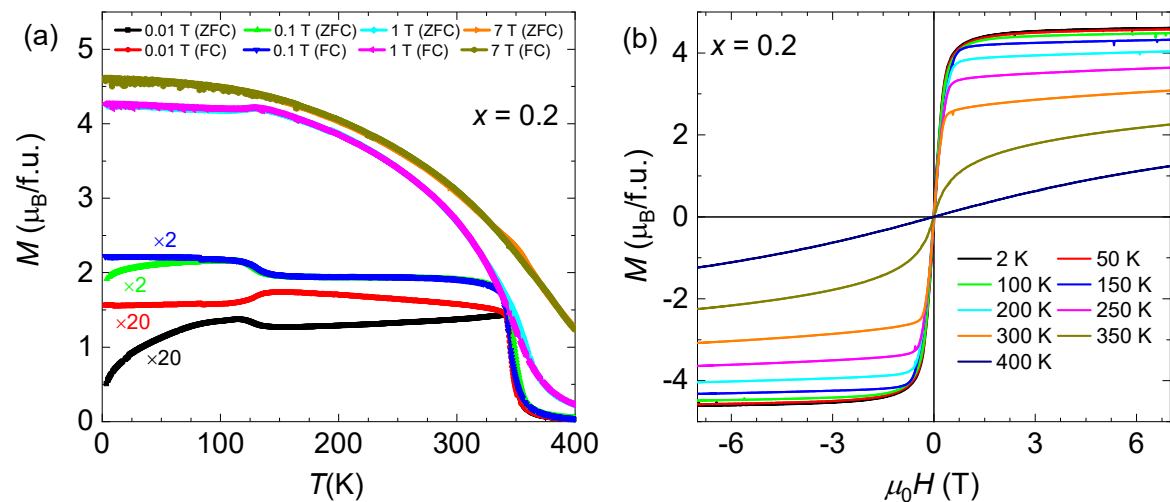 (a)
0.01 T (ZFC) 0.1 T (ZFC) 1 T (ZFC) 7 T (ZFC)
0.01 T (FC) 0.1 T (FC) 1 T (FC) 7 T (FC)
x = 0.2
×2
×2
×20
×20
5
4
3
2
1
0
0 100 200 300 400
M (μB/f.u.)
T(K)
(b)
x = 0.2
4
2
0
-2
-4
-6 -3 0 3 6
M (μB/f.u.)
μ0H (T)
2 K 50 K
100 K 150 K
200 K 250 K
300 K 350 K
400 K